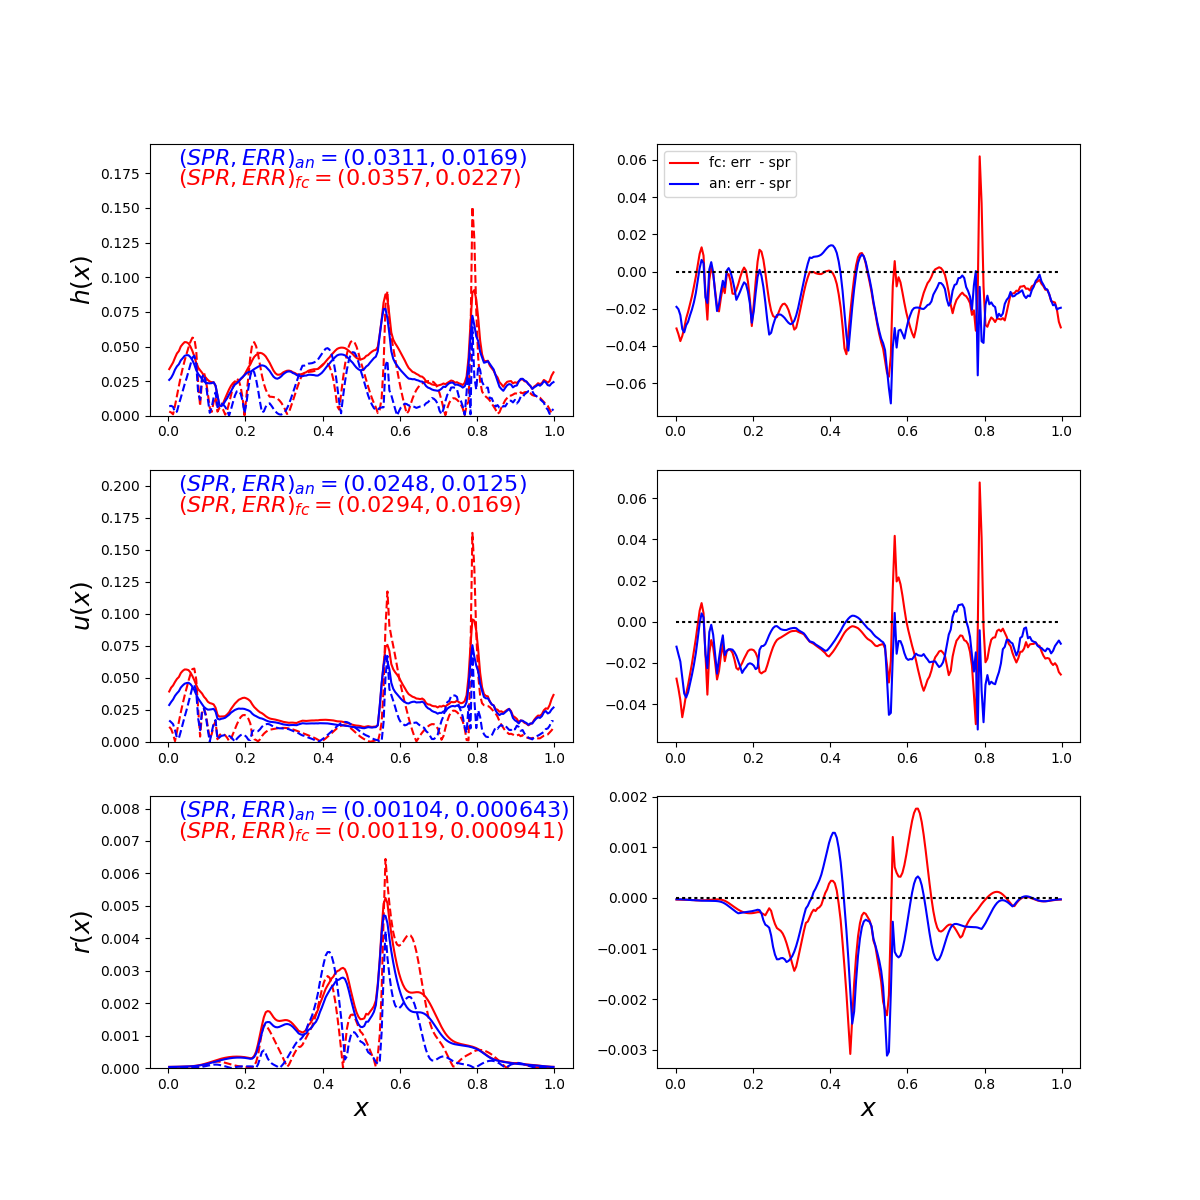 (SPR, ERR)an = (0.0311, 0.0169)
(SPR, ERR)fc = (0.0357, 0.0227)
h(x)
0.175
0.150
0.125
0.100
0.075
0.050
0.025
0.000
0.0 0.2 0.4 0.6 0.8 1.0
fc: err - spr
an: err - spr
0.06
0.04
0.02
0.00
−0.02
−0.04
−0.06
0.0 0.2 0.4 0.6 0.8 1.0
(SPR, ERR)an = (0.0248, 0.0125)
(SPR, ERR)fc = (0.0294, 0.0169)
u(x)
0.200
0.175
0.150
0.125
0.100
0.075
0.050
0.025
0.000
0.0 0.2 0.4 0.6 0.8 1.0
0.06
0.04
0.02
0.00
−0.02
−0.04
0.0 0.2 0.4 0.6 0.8 1.0
(SPR, ERR)an = (0.00104, 0.000643)
(SPR, ERR)fc = (0.00119, 0.000941)
r(x)
0.008
0.007
0.006
0.005
0.004
0.003
0.002
0.001
0.000
0.0 0.2 0.4 0.6 0.8 1.0
x
0.002
0.001
0.000
−0.001
−0.002
−0.003
0.0 0.2 0.4 0.6 0.8 1.0
x